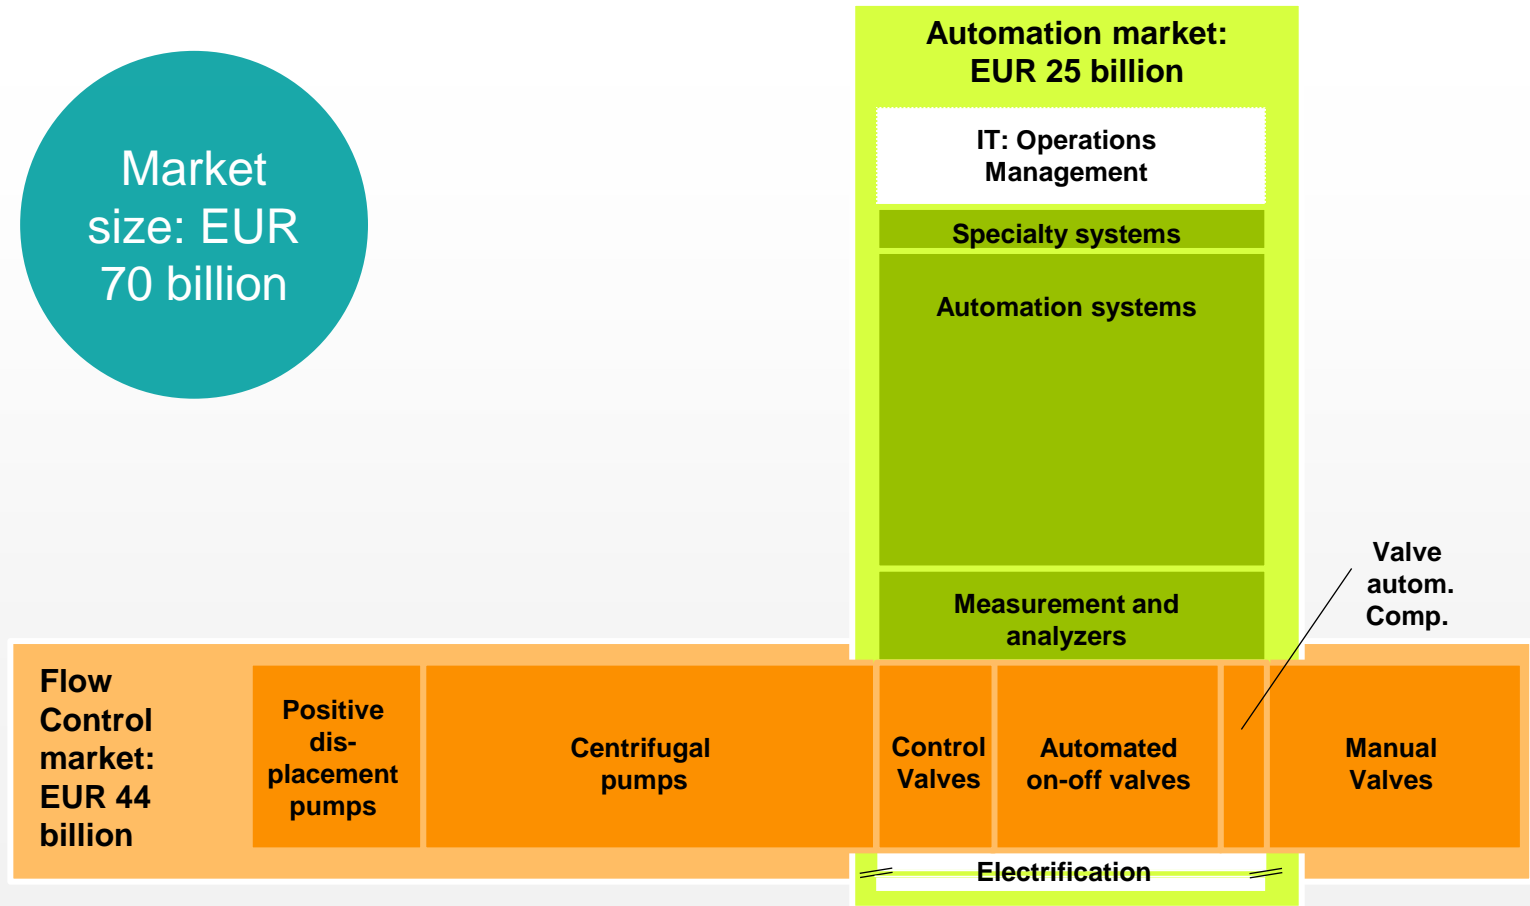 Market
size: EUR
70 billion
Automation market:
EUR 25 billion
IT: Operations
Management
Specialty systems
Automation systems
Measurement and
analyzers
Valve
autom.
Comp.
Flow
Control
market:
EUR 44
billion
Positive
dis-
placement
pumps
Centrifugal
pumps
Control
Valves
Automated
on-off valves
Manual
Valves
Electrification